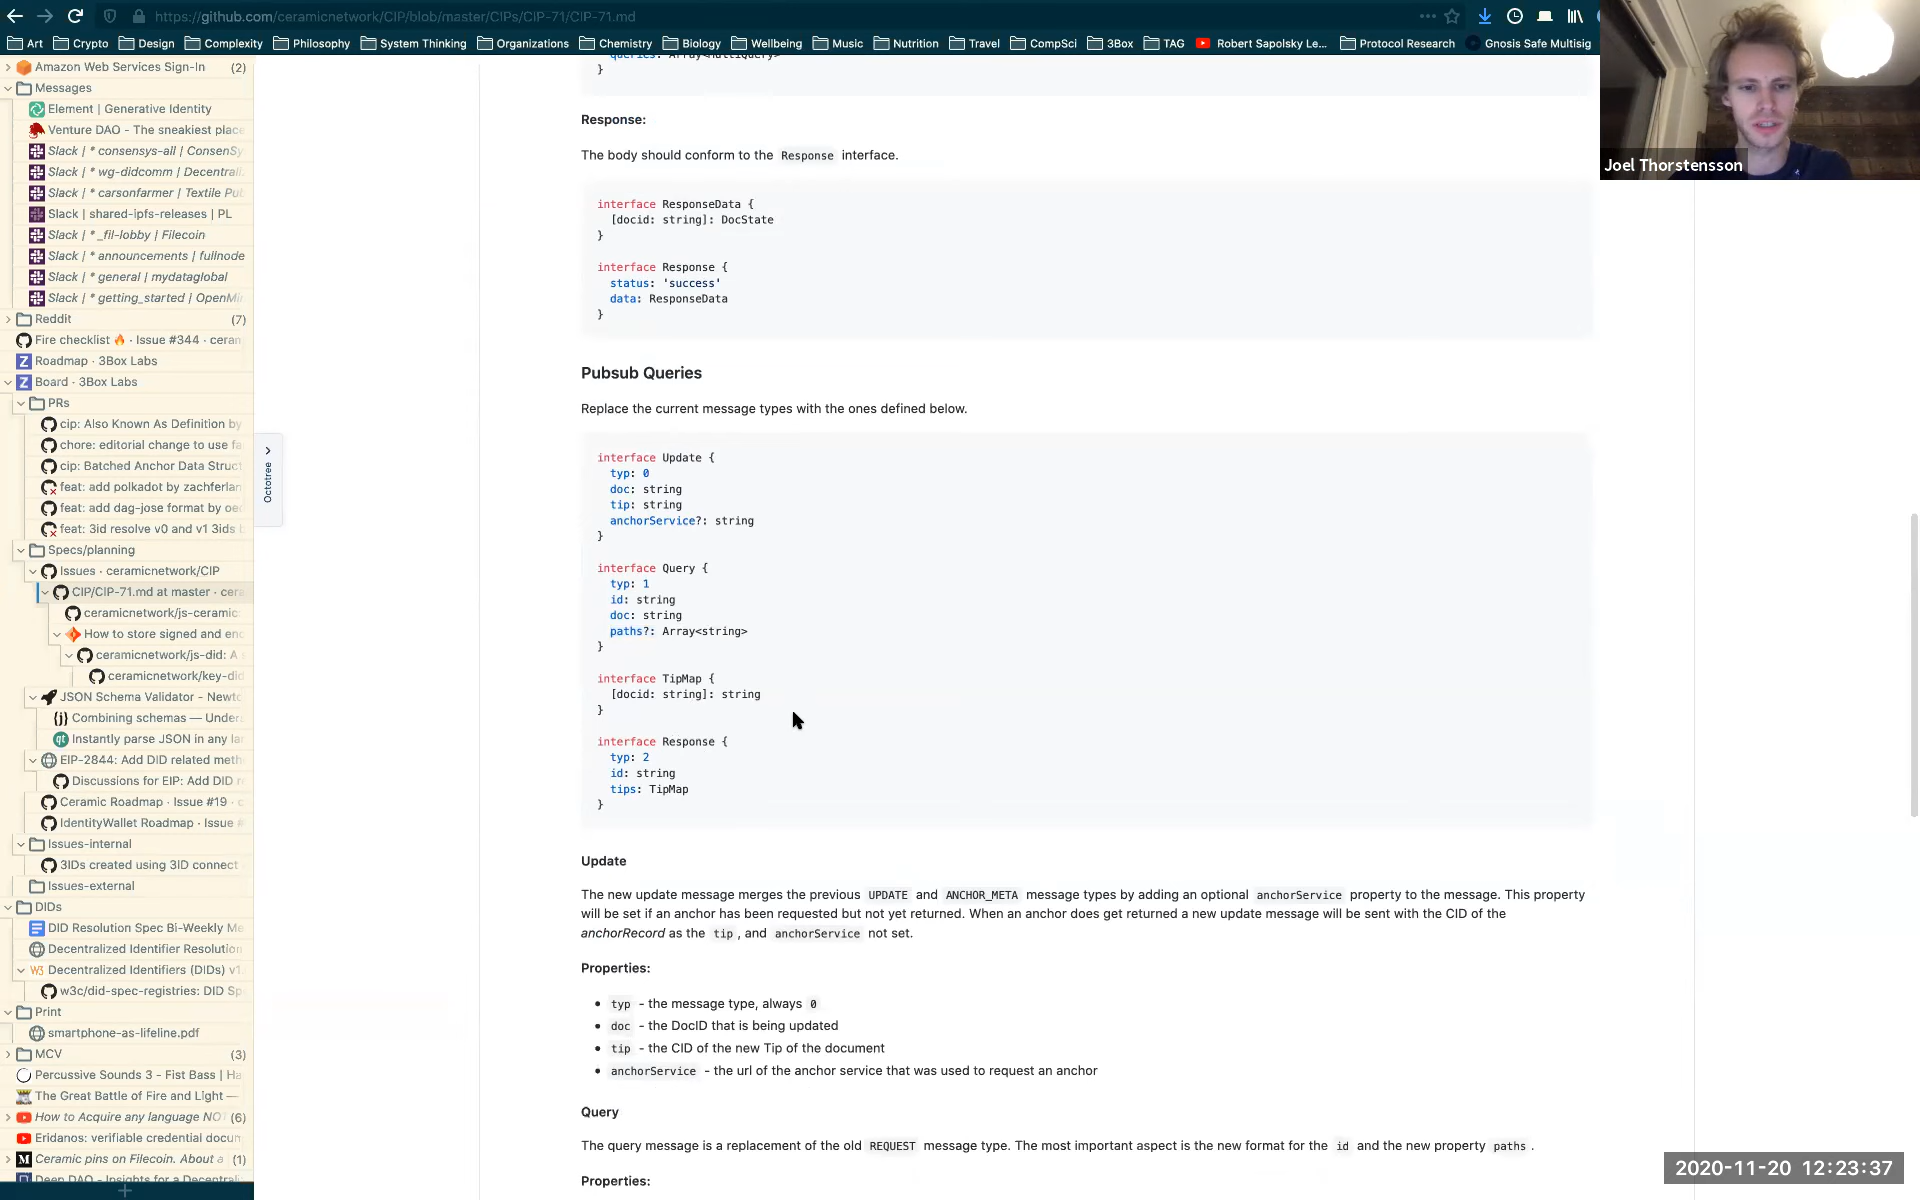 https://github.com/ceramicnetwork/CIP/blob/master/CIPs/CIP-71/CIP-71.md
Art Crypto Design Complexity Philosophy System Thinking Organizations Chemistry Biology Wellbeing Music Nutrition Travel CompSci 3Box TAG Robert Sapolsky Le... Protocol Research Gnosis Safe Multisig
Amazon Web Services Sign-In (2)
Messages
Element | Generative Identity
Venture DAO - The sneakiest place
Slack | * consensys-all | ConsenSy
Slack | * wg-didcomm | Decentrali
Slack | * carsonfarmer | Textile Pub
Slack | shared-ipfs-releases | PL
Slack | * _fil-lobby | Filecoin
Slack | * announcements | fullnode
Slack | * general | mydataglobal
Slack | * getting_started | OpenMi
Reddit (7)
Fire checklist 🔥 · Issue #344 · ceram
Roadmap · 3Box Labs
Board · 3Box Labs
PRs
cip: Also Known As Definition by
chore: editorial change to use fa
cip: Batched Anchor Data Struct
feat: add polkadot by zachferlan
feat: add dag-jose format by oe
feat: 3id resolve v0 and v1 3ids b
Specs/planning
Issues · ceramicnetwork/CIP
CIP/CIP-71.md at master · cera
ceramicnetwork/js-ceramic:
How to store signed and enc
ceramicnetwork/js-did: A
ceramicnetwork/key-did
JSON Schema Validator - Newto
Combining schemas — Under
Instantly parse JSON in any la
EIP-2844: Add DID related meth
Discussions for EIP: Add DID r
Ceramic Roadmap · Issue #19 · c
IdentityWallet Roadmap · Issue #
Issues-internal
3IDs created using 3ID connect
Issues-external
DIDs
DID Resolution Spec Bi-Weekly Me
Decentralized Identifier Resolution
Decentralized Identifiers (DIDs) v1.
w3c/did-spec-registries: DID Sp
Print
smartphone-as-lifeline.pdf
MCV (3)
Percussive Sounds 3 - Fist Bass | Ha
The Great Battle of Fire and Light —
How to Acquire any language NOT (6)
Eridanos: verifiable credential docum
Ceramic pins on Filecoin. About a (1)
Deep DAO - Insights for a Decentrali
Octotree
queries: Array<MultiQuery>
}
Response:
The body should conform to the Response interface.
interface ResponseData {
[docid: string]: DocState
}
interface Response {
status: 'success'
data: ResponseData
}
Pubsub Queries
Replace the current message types with the ones defined below.
interface Update {
typ: 0
doc: string
tip: string
anchorService?: string
}
interface Query {
typ: 1
id: string
doc: string
paths?: Array<string>
}
interface TipMap {
[docid: string]: string
}
interface Response {
typ: 2
id: string
tips: TipMap
}
Update
The new update message merges the previous UPDATE and ANCHOR_META message types by adding an optional anchorService property to the message. This property
will be set if an anchor has been requested but not yet returned. When an anchor does get returned a new update message will be sent with the CID of the
anchorRecord as the tip , and anchorService not set.
Properties:
• typ - the message type, always 0
• doc - the DocID that is being updated
• tip - the CID of the new Tip of the document
• anchorService - the url of the anchor service that was used to request an anchor
Query
The query message is a replacement of the old REQUEST message type. The most important aspect is the new format for the id and the new property paths .
Properties:
Joel Thorstensson
2020-11-20 12:23:37